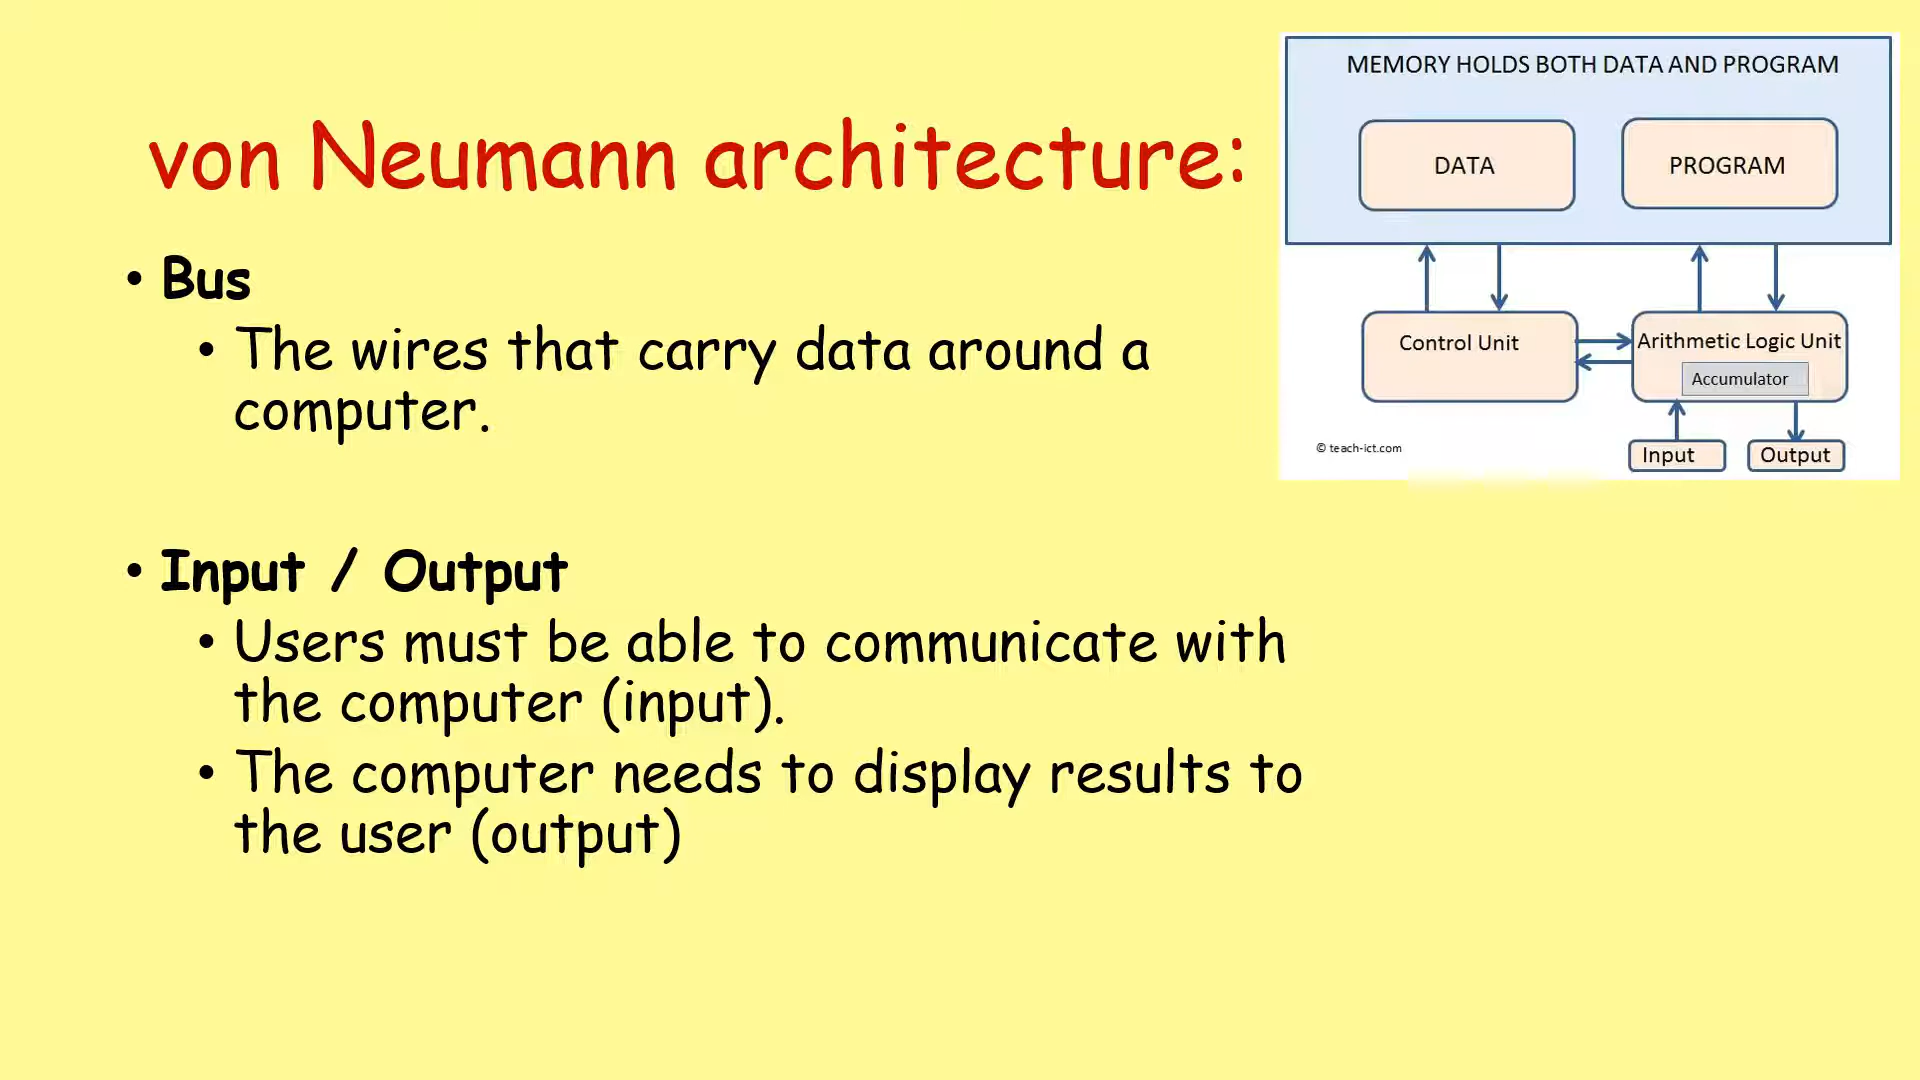 von Neumann architecture:
• Bus
• The wires that carry data around a
computer.
• Input / Output
• Users must be able to communicate with
the computer (input).
• The computer needs to display results to
the user (output)
MEMORY HOLDS BOTH DATA AND PROGRAM
DATA
PROGRAM
Control Unit
Arithmetic Logic Unit
Accumulator
© teach-ict.com
Input
Output